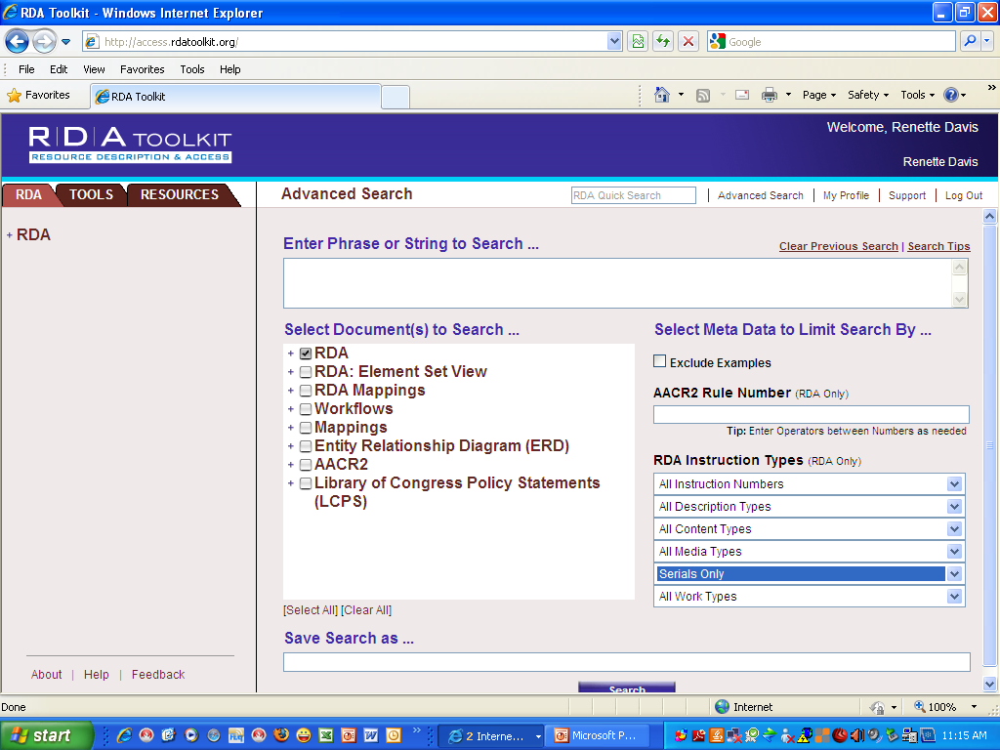 RDA Toolkit - Windows Internet Explorer
http://access.rdatoolkit.org/
Google
File Edit View Favorites Tools Help
Favorites RDA Toolkit Page Safety Tools
R|D|A TOOLKIT
RESOURCE DESCRIPTION & ACCESS
Welcome, Renette Davis
Renette Davis
RDA TOOLS RESOURCES
Advanced Search RDA Quick Search | Advanced Search | My Profile | Support | Log Out
+ RDA
Enter Phrase or String to Search ...
Clear Previous Search | Search Tips
Select Document(s) to Search ...
+ RDA
+ RDA: Element Set View
+ RDA Mappings
+ Workflows
+ Mappings
+ Entity Relationship Diagram (ERD)
+ AACR2
+ Library of Congress Policy Statements
(LCPS)
[Select All] [Clear All]
Select Meta Data to Limit Search By ...
Exclude Examples
AACR2 Rule Number (RDA Only)
Tip: Enter Operators between Numbers as needed
RDA Instruction Types (RDA Only)
All Instruction Numbers
All Description Types
All Content Types
All Media Types
Serials Only
All Work Types
Save Search as ...
Search
About | Help | Feedback
Done Internet 100%
start 2 Interne... Microsoft P... 11:15 AM